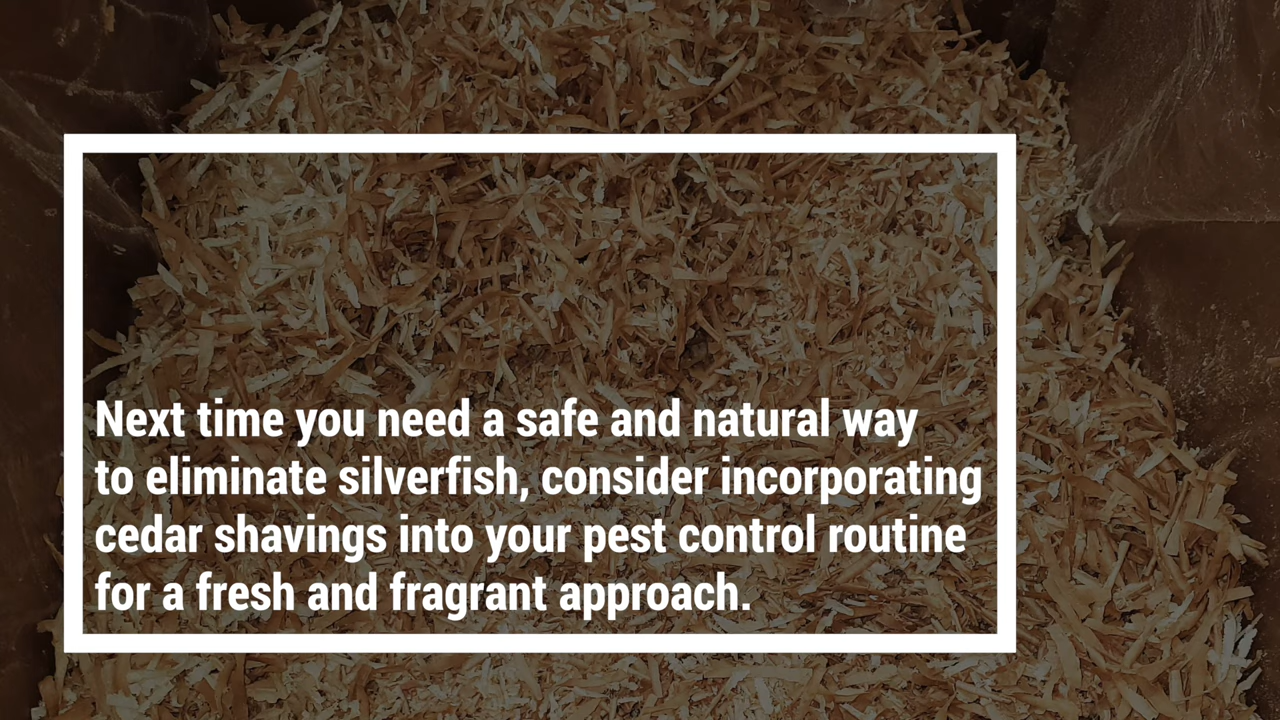 Next time you need a safe and natural way
to eliminate silverfish, consider incorporating
cedar shavings into your pest control routine
for a fresh and fragrant approach.